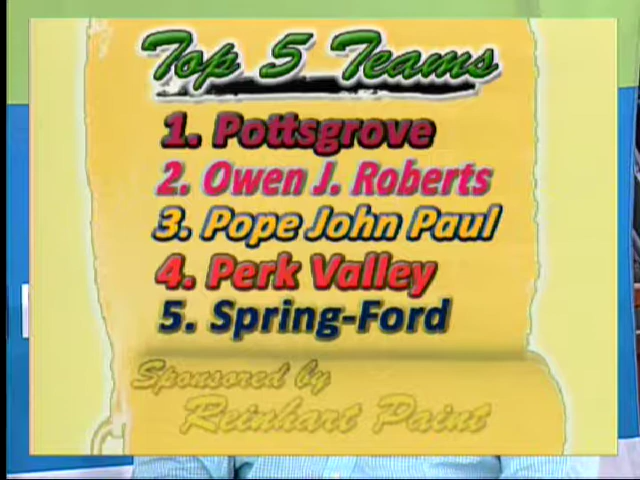 Top 5 Teams
1. Pottsgrove
2. Owen J. Roberts
3. Pope John Paul
4. Perk Valley
5. Spring-Ford
Sponsored by
Reinhart Paint